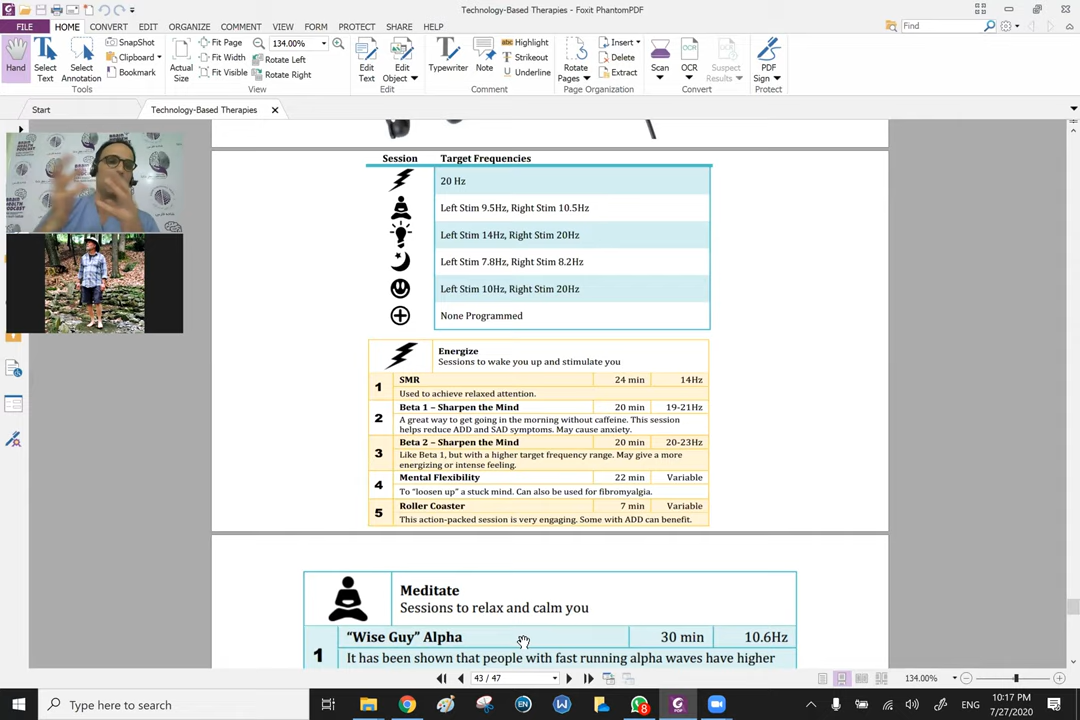 Technology-Based Therapies - Foxit PhantomPDF
FILE HOME CONVERT EDIT ORGANIZE COMMENT VIEW FORM PROTECT SHARE HELP
Find
Hand
Select Text
Select Annotation
SnapShot
Clipboard
Bookmark
Tools
Actual Size
Fit Page
Fit Width
Fit Visible
134.00%
Rotate Left
Rotate Right
View
Edit Text
Edit Object
Edit
Typewriter
Note
Highlight
Strikeout
Underline
Comment
Rotate Pages
Insert
Delete
Extract
Page Organization
Scan
OCR
Suspect Results
Convert
PDF Sign
Protect
Start
Technology-Based Therapies
Session Target Frequencies
20 Hz
Left Stim 9.5Hz, Right Stim 10.5Hz
Left Stim 14Hz, Right Stim 20Hz
Left Stim 7.8Hz, Right Stim 8.2Hz
Left Stim 10Hz, Right Stim 20Hz
None Programmed
Energize
Sessions to wake you up and stimulate you
1 SMR 24 min 14Hz
Used to achieve relaxed attention.
2 Beta 1 – Sharpen the Mind 20 min 19-21Hz
A great way to get going in the morning without caffeine. This session
helps reduce ADD and SAD symptoms. May cause anxiety.
3 Beta 2 – Sharpen the Mind 20 min 20-23Hz
Like Beta 1, but with a higher target frequency range. May give a more
energizing or intense feeling.
4 Mental Flexibility 22 min Variable
To “loosen up” a stuck mind. Can also be used for fibromyalgia.
5 Roller Coaster 7 min Variable
This action-packed session is very engaging. Some with ADD can benefit.
Meditate
Sessions to relax and calm you
1 “Wise Guy” Alpha 30 min 10.6Hz
It has been shown that people with fast running alpha waves have higher
43 / 47
134.00%
Type here to search
EN
W
8
ENG
10:17 PM
7/27/2020